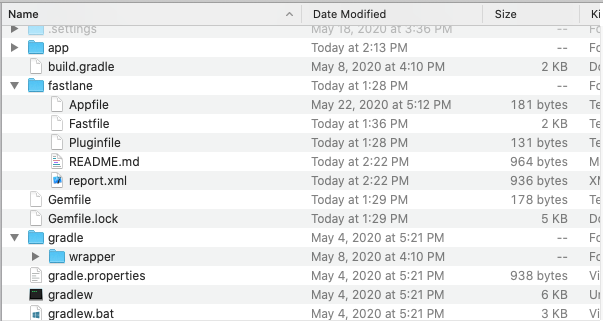 Name Date Modified Size Ki
.settings May 18, 2020 at 3:36 PM -- Fo
app Today at 2:13 PM -- Fo
build.gradle May 8, 2020 at 4:10 PM 2 KB Do
fastlane Today at 1:28 PM -- Fo
Appfile May 22, 2020 at 5:12 PM 181 bytes Te
Fastfile Today at 1:36 PM 2 KB Te
Pluginfile Today at 1:28 PM 131 bytes Te
README.md Today at 2:22 PM 964 bytes M
report.xml Today at 2:22 PM 936 bytes XM
Gemfile Today at 1:29 PM 178 bytes Te
Gemfile.lock Today at 1:29 PM 5 KB Do
gradle May 4, 2020 at 5:21 PM -- Fo
wrapper May 8, 2020 at 4:10 PM -- Fo
gradle.properties May 4, 2020 at 5:21 PM 938 bytes Vi
gradlew May 4, 2020 at 5:21 PM 6 KB Un
gradlew.bat May 4, 2020 at 5:21 PM 3 KB Vi